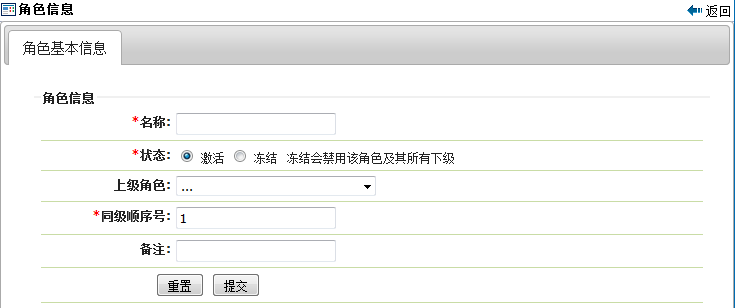 角色信息 返回
角色基本信息
角色信息
*名称:
*状态: 激活 冻结 冻结会禁用该角色及其所有下级
上级角色: ...
*同级顺序号: 1
备注:
重置 提交